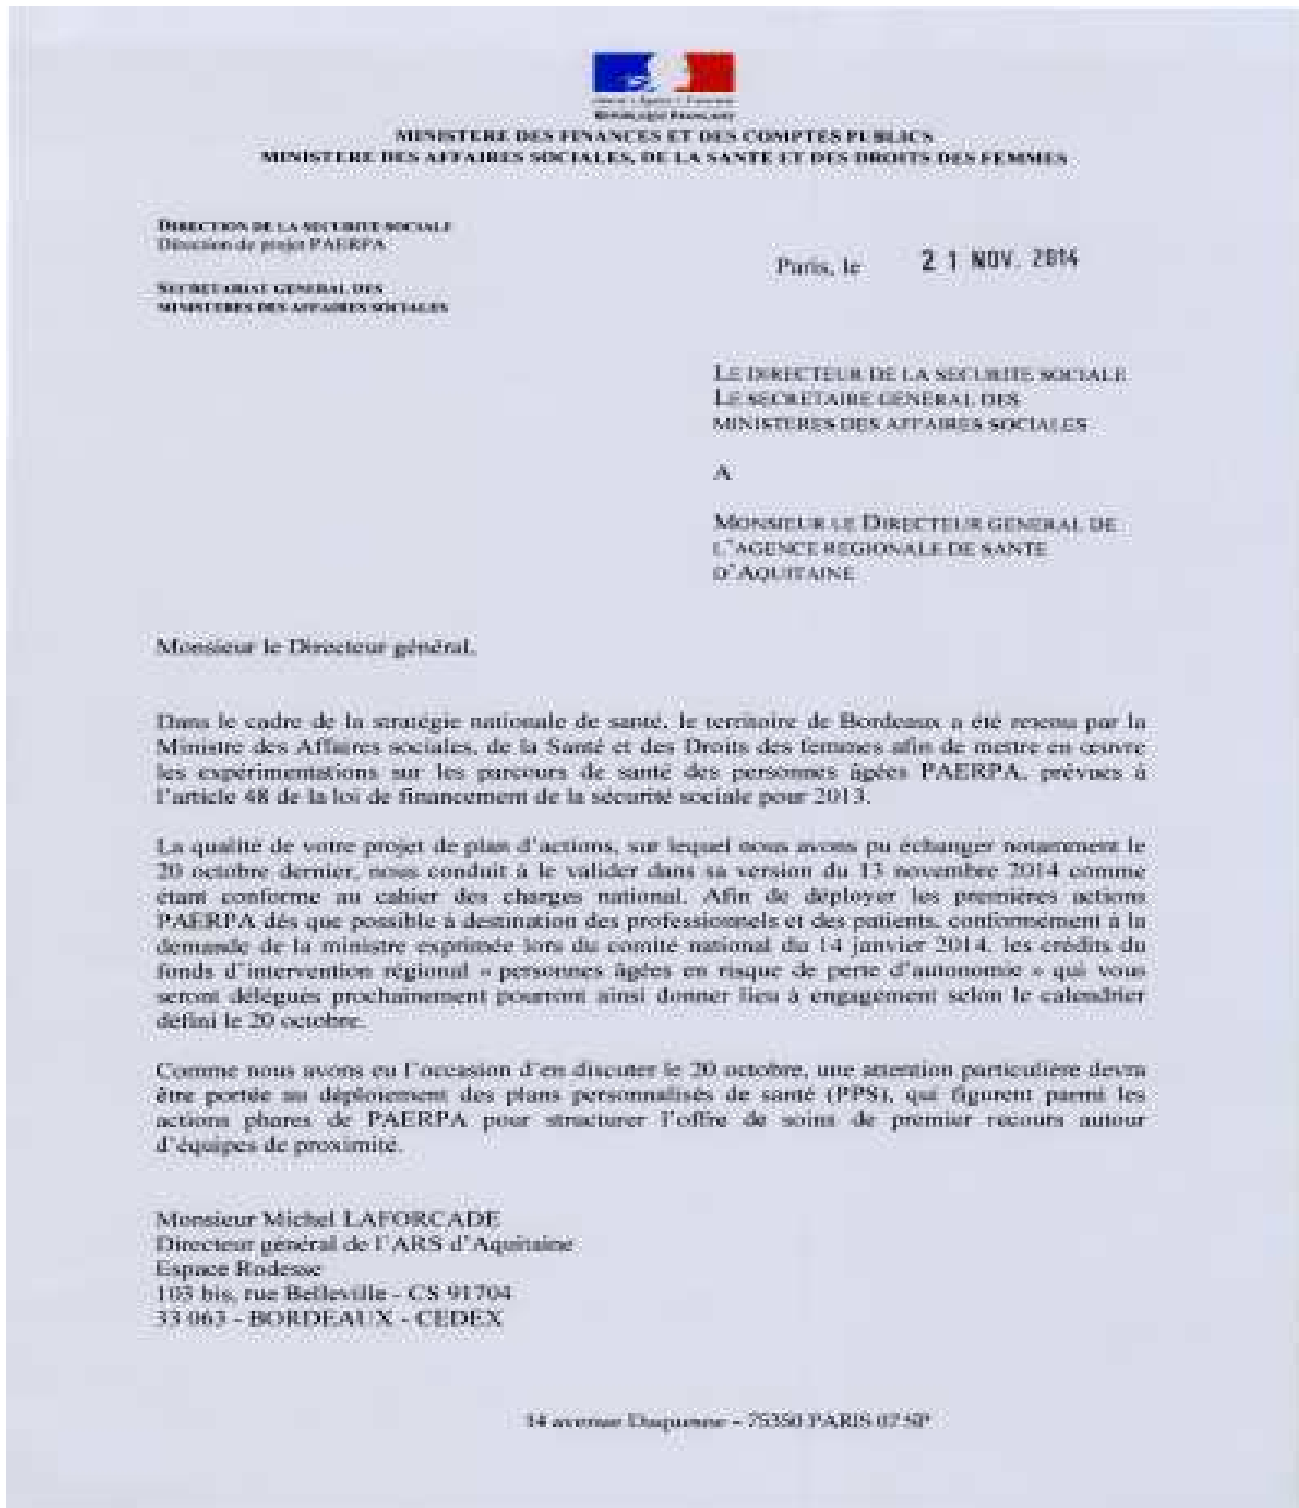 RÉPUBLIQUE FRANÇAISE
MINISTERE DES FINANCES ET DES COMPTES PUBLICS
MINISTERE DES AFFAIRES SOCIALES, DE LA SANTE ET DES DROITS DES FEMMES
DIRECTION DE LA SECURITE SOCIALE
Direction de projet PAERPA
SECRETARIAT GENERAL DES
MINISTERES DES AFFAIRES SOCIALES
Paris, le 21 NOV. 2014
LE DIRECTEUR DE LA SECURITE SOCIALE
LE SECRETAIRE GENERAL DES
MINISTERES DES AFFAIRES SOCIALES
A
MONSIEUR LE DIRECTEUR GENERAL DE
L'AGENCE REGIONALE DE SANTE
D'AQUITAINE
Monsieur le Directeur général,
Dans le cadre de la stratégie nationale de santé, le territoire de Bordeaux a été retenu par la
Ministre des Affaires sociales, de la Santé et des Droits des femmes afin de mettre en œuvre
les expérimentations sur les parcours de santé des personnes âgées PAERPA, prévues à
l'article 48 de la loi de financement de la sécurité sociale pour 2013.
La qualité de votre projet de plan d'actions, sur lequel nous avons pu échanger notamment le
20 octobre dernier, nous conduit à le valider dans sa version du 13 novembre 2014 comme
étant conforme au cahier des charges national. Afin de déployer les premières actions
PAERPA dès que possible à destination des professionnels et des patients, conformément à la
demande de la ministre exprimée lors du comité national du 14 janvier 2014, les crédits du
fonds d'intervention régional « personnes âgées en risque de perte d'autonomie » qui vous
seront délégués prochainement pourront ainsi donner lieu à engagement selon le calendrier
défini le 20 octobre.
Comme nous avons eu l'occasion d'en discuter le 20 octobre, une attention particulière devra
être portée au déploiement des plans personnalisés de santé (PPS), qui figurent parmi les
actions phares de PAERPA pour structurer l'offre de soins de premier recours autour
d'équipes de proximité.
Monsieur Michel LAFORCADE
Directeur général de l'ARS d'Aquitaine
Espace Rodesse
103 bis, rue Belleville - CS 91704
33 063 - BORDEAUX - CEDEX
14 avenue Duquesne - 75350 PARIS 07 SP